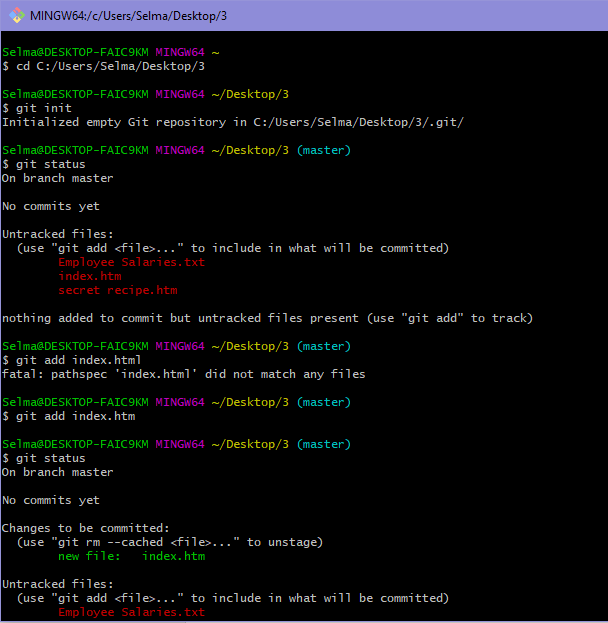 MINGW64:/c/Users/Selma/Desktop/3
Selma@DESKTOP-FAIC9KM MINGW64 ~
$ cd C:/Users/Selma/Desktop/3
Selma@DESKTOP-FAIC9KM MINGW64 ~/Desktop/3
$ git init
Initialized empty Git repository in C:/Users/Selma/Desktop/3/.git/
Selma@DESKTOP-FAIC9KM MINGW64 ~/Desktop/3 (master)
$ git status
On branch master
No commits yet
Untracked files:
(use "git add <file>..." to include in what will be committed)
Employee Salaries.txt
index.htm
secret recipe.htm
nothing added to commit but untracked files present (use "git add" to track)
Selma@DESKTOP-FAIC9KM MINGW64 ~/Desktop/3 (master)
$ git add index.html
fatal: pathspec 'index.html' did not match any files
Selma@DESKTOP-FAIC9KM MINGW64 ~/Desktop/3 (master)
$ git add index.htm
Selma@DESKTOP-FAIC9KM MINGW64 ~/Desktop/3 (master)
$ git status
On branch master
No commits yet
Changes to be committed:
(use "git rm --cached <file>..." to unstage)
new file:   index.htm
Untracked files:
(use "git add <file>..." to include in what will be committed)
Employee Salaries.txt